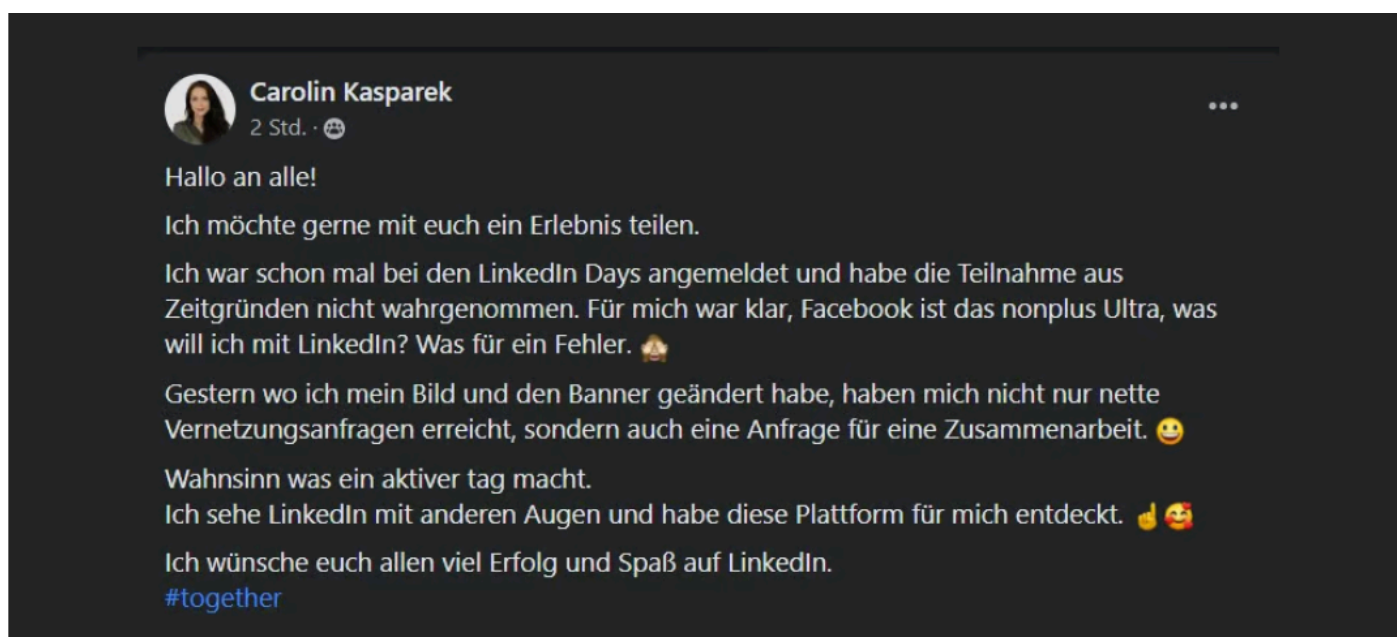 Carolin Kasparek
2 Std. ·
Hallo an alle!
Ich möchte gerne mit euch ein Erlebnis teilen.
Ich war schon mal bei den LinkedIn Days angemeldet und habe die Teilnahme aus
Zeitgründen nicht wahrgenommen. Für mich war klar, Facebook ist das nonplus Ultra, was
will ich mit LinkedIn? Was für ein Fehler. 🙈
Gestern wo ich mein Bild und den Banner geändert habe, haben mich nicht nur nette
Vernetzungsanfragen erreicht, sondern auch eine Anfrage für eine Zusammenarbeit. 😀
Wahnsinn was ein aktiver tag macht.
Ich sehe LinkedIn mit anderen Augen und habe diese Plattform für mich entdeckt. ☝️🥰
Ich wünsche euch allen viel Erfolg und Spaß auf LinkedIn.
#together